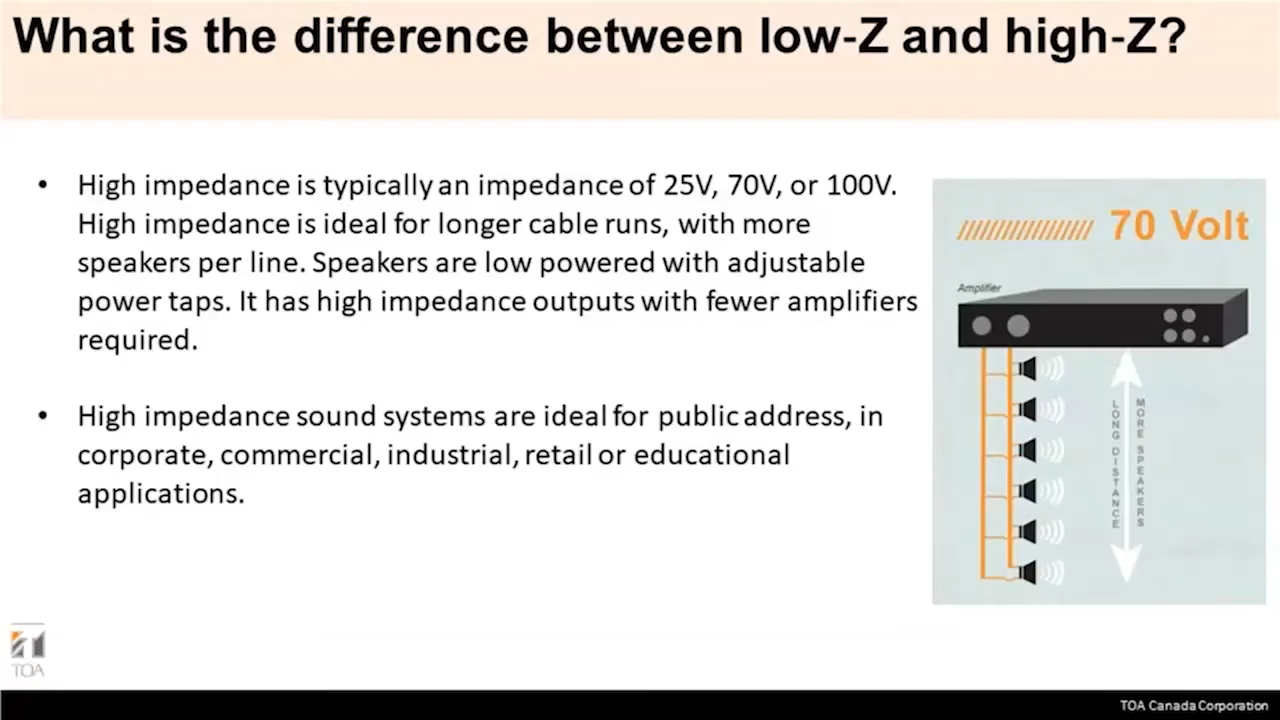 What is the difference between low-Z and high-Z?
• High impedance is typically an impedance of 25V, 70V, or 100V.
High impedance is ideal for longer cable runs, with more
speakers per line. Speakers are low powered with adjustable
power taps. It has high impedance outputs with fewer amplifiers
required.
• High impedance sound systems are ideal for public address, in
corporate, commercial, industrial, retail or educational
applications.
70 Volt
Amplifier
LONG DISTANCE
MORE SPEAKERS
TOA
TOA Canada Corporation